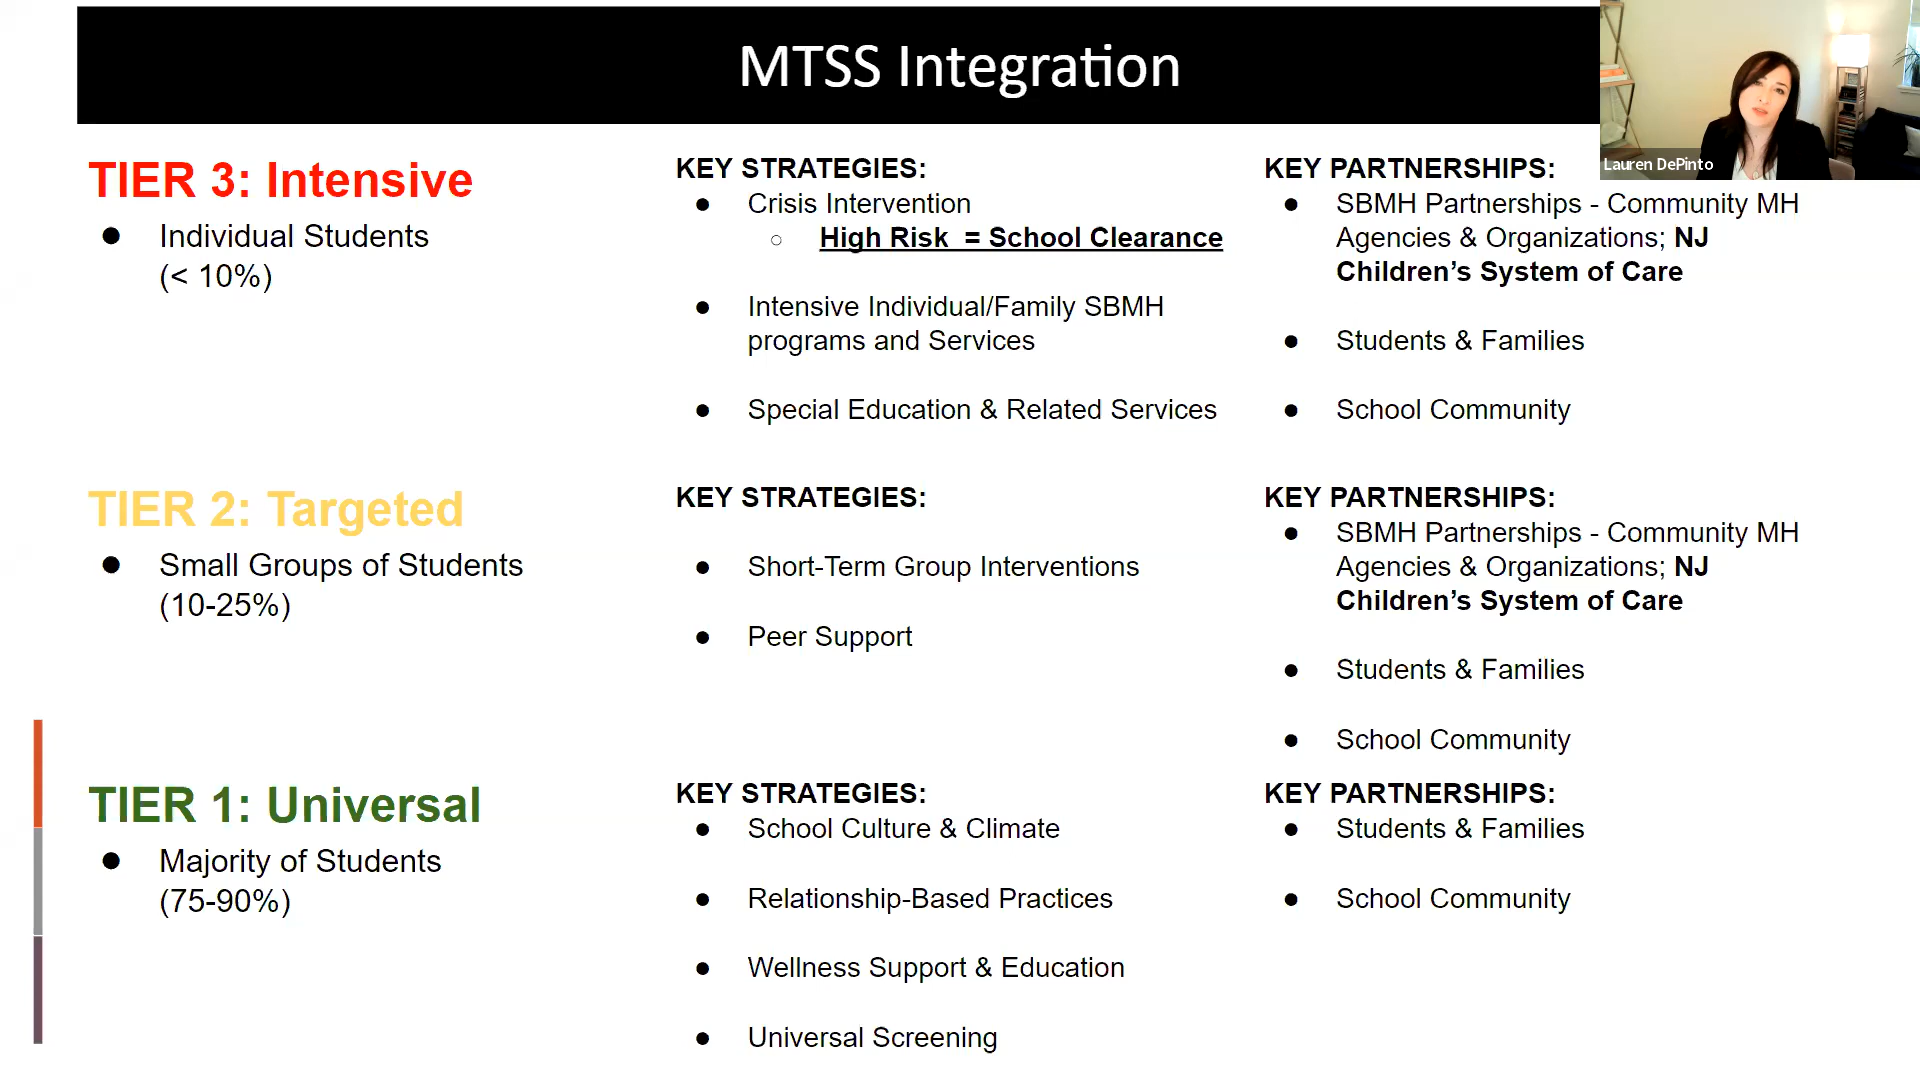 MTSS Integration
Lauren DePinto
TIER 3: Intensive
● Individual Students
(< 10%)
KEY STRATEGIES:
● Crisis Intervention
○ High Risk  = School Clearance
● Intensive Individual/Family SBMH
programs and Services
● Special Education & Related Services
KEY PARTNERSHIPS:
● SBMH Partnerships - Community MH
Agencies & Organizations; NJ
Children’s System of Care
● Students & Families
● School Community
TIER 2: Targeted
● Small Groups of Students
(10-25%)
KEY STRATEGIES:
● Short-Term Group Interventions
● Peer Support
KEY PARTNERSHIPS:
● SBMH Partnerships - Community MH
Agencies & Organizations; NJ
Children’s System of Care
● Students & Families
● School Community
TIER 1: Universal
● Majority of Students
(75-90%)
KEY STRATEGIES:
● School Culture & Climate
● Relationship-Based Practices
● Wellness Support & Education
● Universal Screening
KEY PARTNERSHIPS:
● Students & Families
● School Community